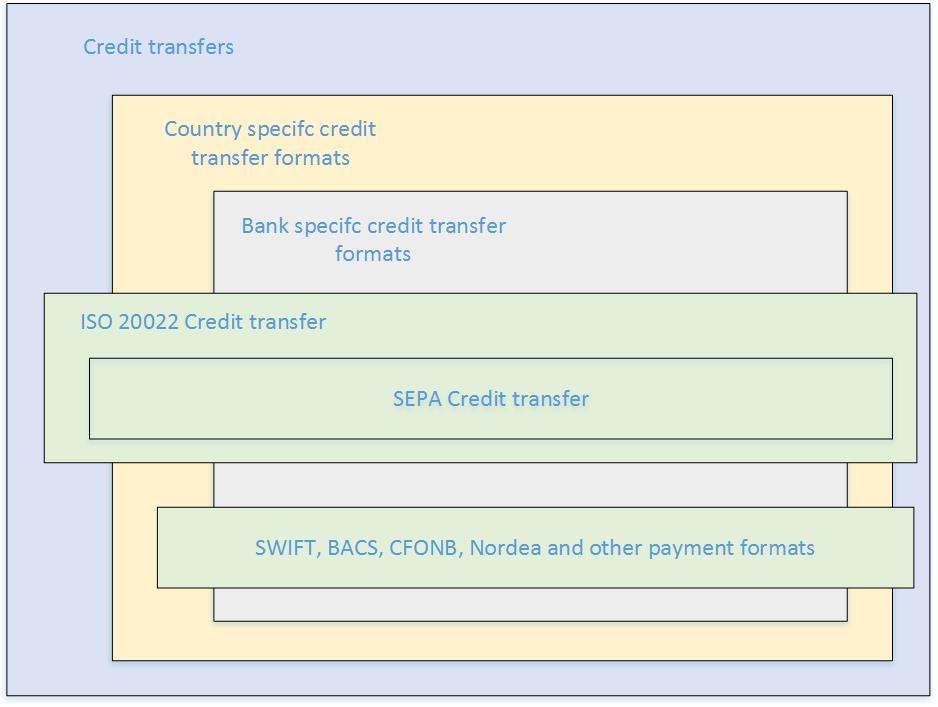 Credit transfers
Country specifc credit
transfer formats
Bank specifc credit transfer
formats
ISO 20022 Credit transfer
SEPA Credit transfer
SWIFT, BACS, CFONB, Nordea and other payment formats